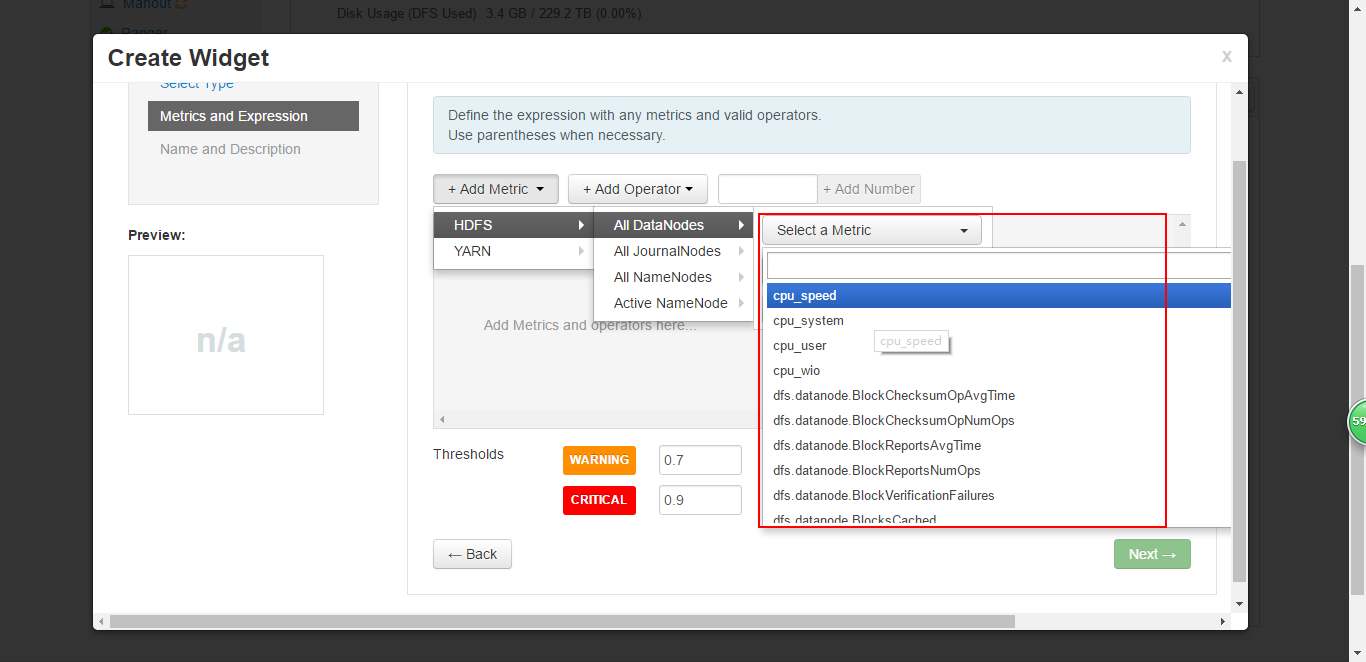 Mahout
Disk Usage (DFS Used) 3.4 GB / 229.2 TB (0.00%)
Ranger
Create Widget
X
Select Type
Metrics and Expression
Name and Description
Preview:
n/a
Define the expression with any metrics and valid operators.
Use parentheses when necessary.
+ Add Metric
+ Add Operator
+ Add Number
HDFS
YARN
All DataNodes
All JournalNodes
All NameNodes
Active NameNode
Select a Metric
cpu_speed
cpu_system
cpu_user
cpu_speed
cpu_wio
dfs.datanode.BlockChecksumOpAvgTime
dfs.datanode.BlockChecksumOpNumOps
dfs.datanode.BlockReportsAvgTime
dfs.datanode.BlockReportsNumOps
dfs.datanode.BlockVerificationFailures
dfs.datanode.BlocksCached
Add Metrics and operators here...
Thresholds
WARNING
0.7
CRITICAL
0.9
← Back
Next →
59